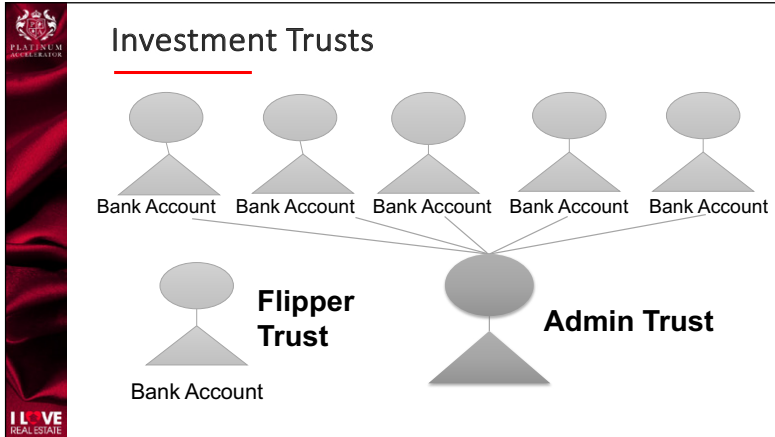 PLATINUM
ACCELERATOR
Investment Trusts
Bank Account
Bank Account
Bank Account
Bank Account
Bank Account
Flipper
Trust
Admin Trust
Bank Account
I LOVE
REAL ESTATE